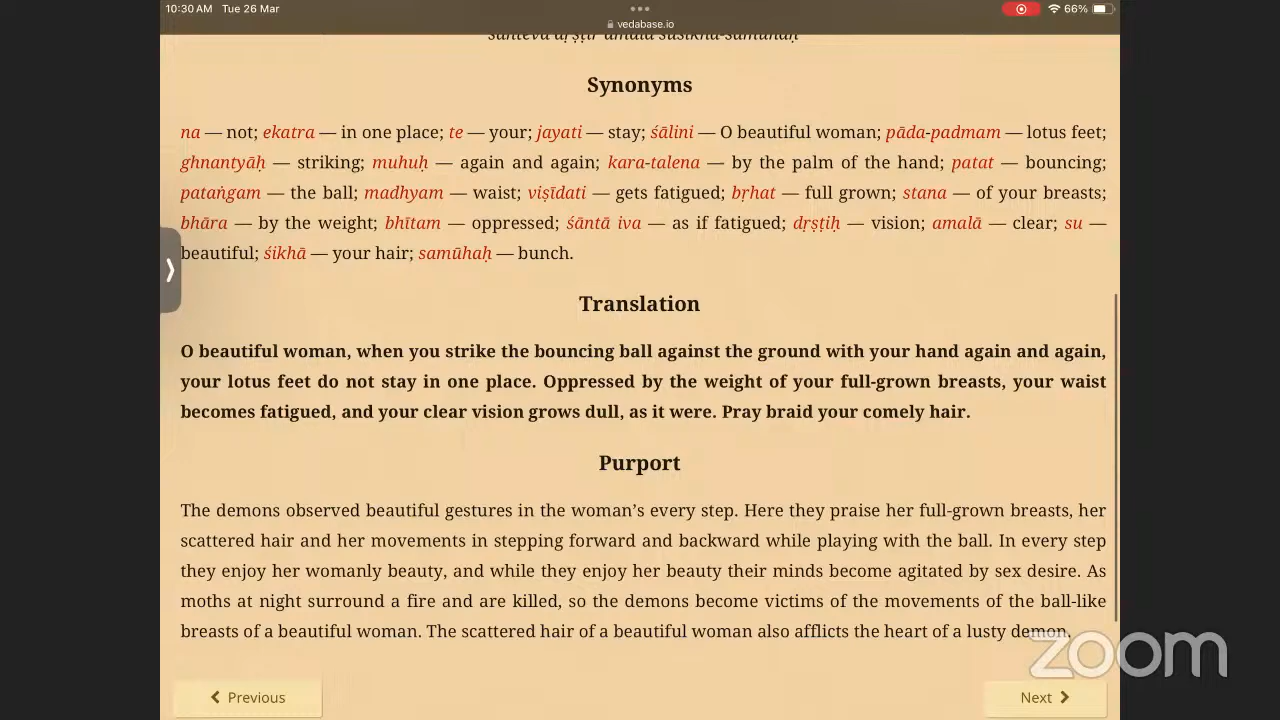 10:30 AM Tue 26 Mar
66%
vedabase.io
Synonyms
na — not; ekatra — in one place; te — your; jayati — stay; śālini — O beautiful woman; pāda-padmam — lotus feet;
ghnantyāḥ — striking; muhuḥ — again and again; kara-talena — by the palm of the hand; patat — bouncing;
pataṅgam — the ball; madhyam — waist; viṣīdati — gets fatigued; bṛhat — full grown; stana — of your breasts;
bhāra — by the weight; bhītam — oppressed; śāntā iva — as if fatigued; dṛṣṭiḥ — vision; amalā — clear; su —
beautiful; śikhā — your hair; samūhaḥ — bunch.
Translation
O beautiful woman, when you strike the bouncing ball against the ground with your hand again and again,
your lotus feet do not stay in one place. Oppressed by the weight of your full-grown breasts, your waist
becomes fatigued, and your clear vision grows dull, as it were. Pray braid your comely hair.
Purport
The demons observed beautiful gestures in the woman’s every step. Here they praise her full-grown breasts, her
scattered hair and her movements in stepping forward and backward while playing with the ball. In every step
they enjoy her womanly beauty, and while they enjoy her beauty their minds become agitated by sex desire. As
moths at night surround a fire and are killed, so the demons become victims of the movements of the ball-like
breasts of a beautiful woman. The scattered hair of a beautiful woman also afflicts the heart of a lusty demon.
zoom
Previous
Next